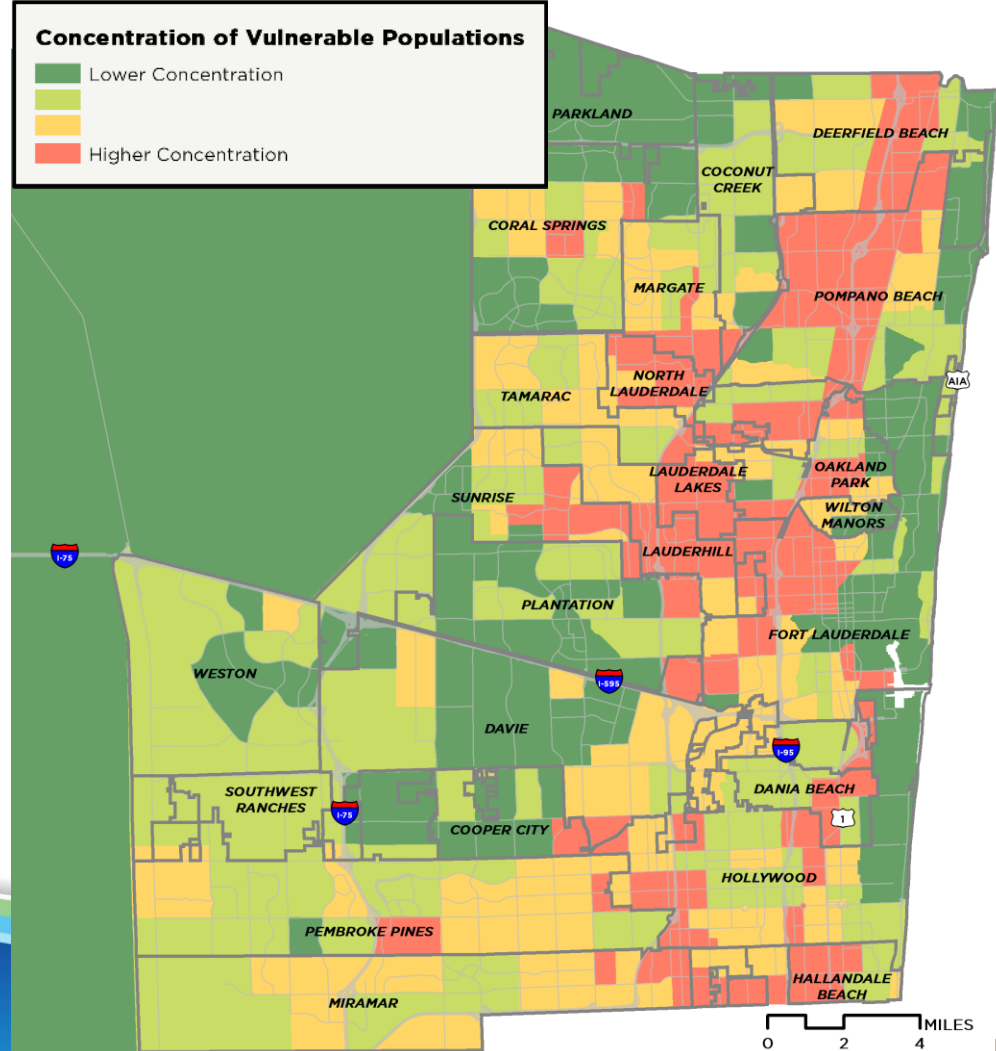 Concentration of Vulnerable Populations
Lower Concentration
Higher Concentration
PARKLAND
DEERFIELD BEACH
COCONUT
CREEK
CORAL SPRINGS
MARGATE
POMPANO BEACH
A1A
NORTH
LAUDERDALE
TAMARAC
LAUDERDALE
LAKES
OAKLAND
PARK
SUNRISE
WILTON
MANORS
I-75
LAUDERHILL
PLANTATION
FORT LAUDERDALE
WESTON
I-595
DAVIE
I-95
DANIA BEACH
SOUTHWEST
RANCHES
I-75
1
COOPER CITY
HOLLYWOOD
PEMBROKE PINES
HALLANDALE
BEACH
MIRAMAR
MILES
0 2 4